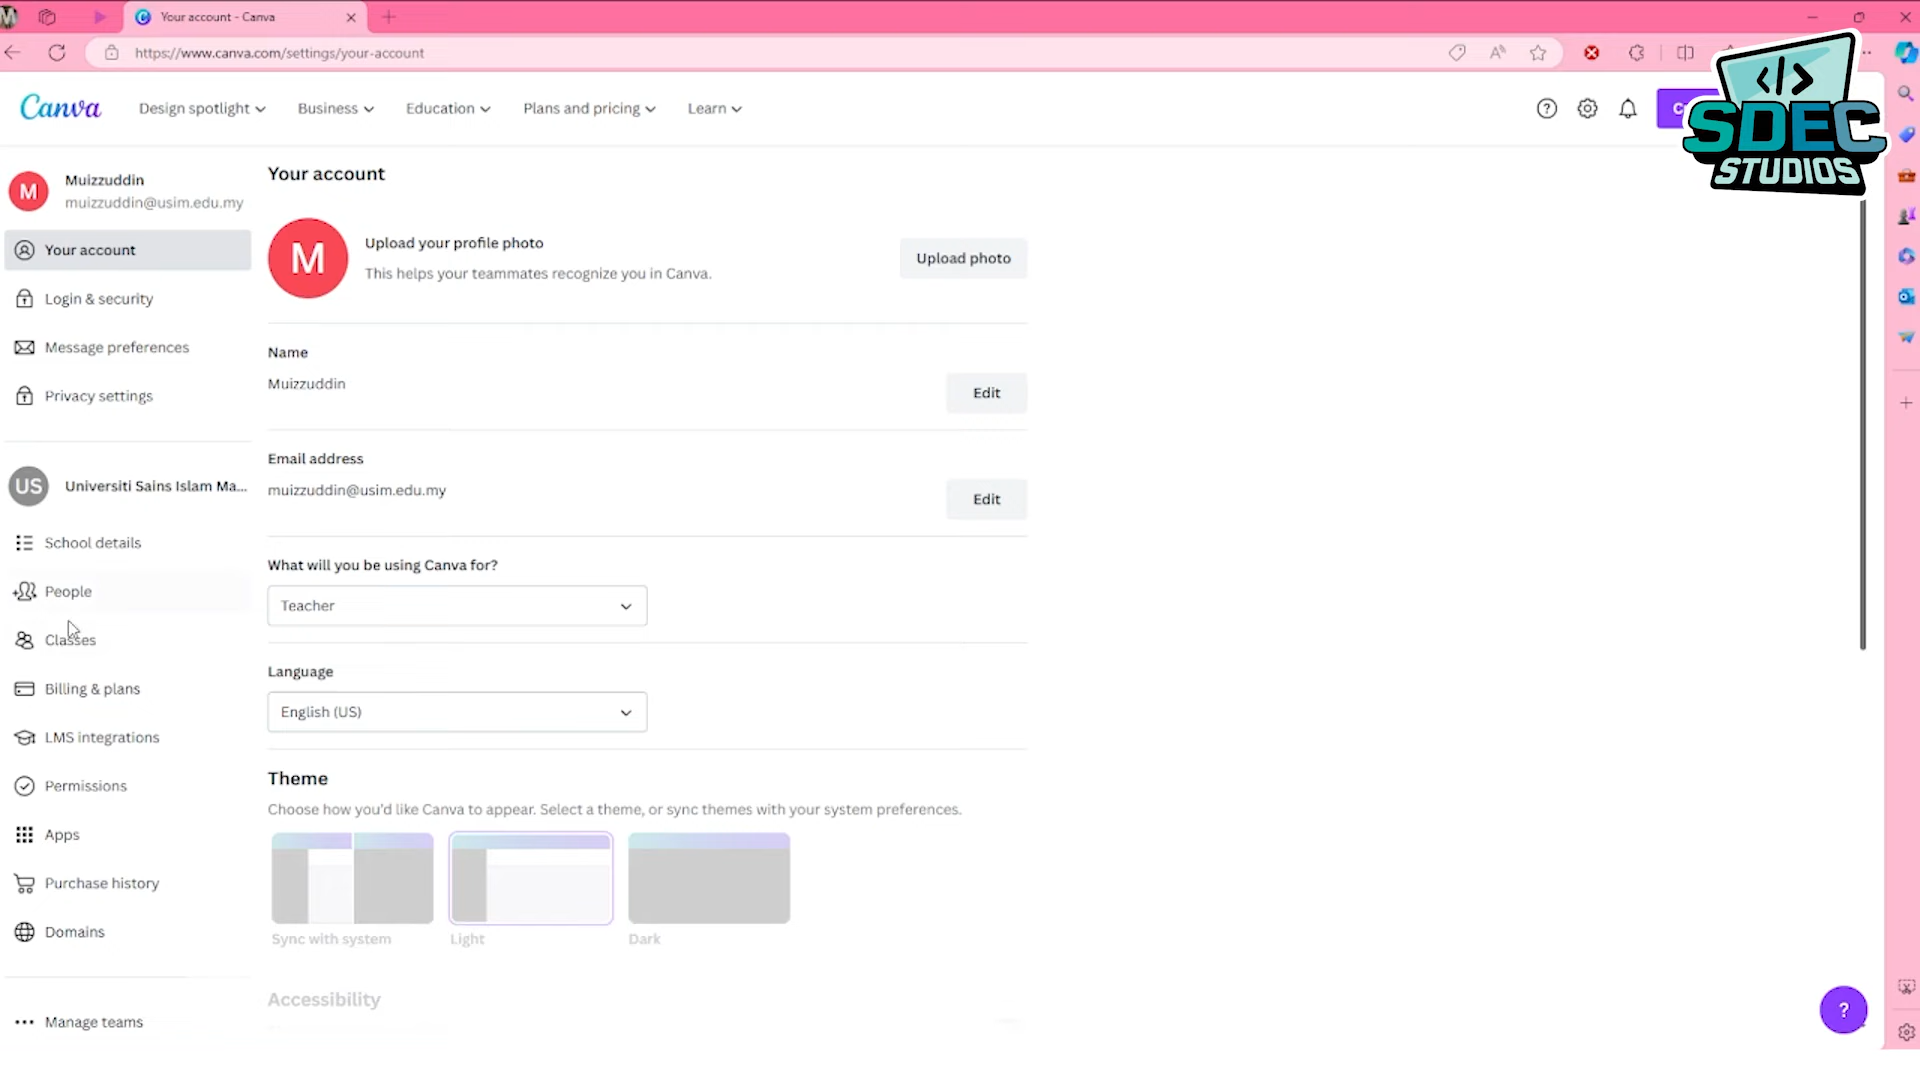 Your account - Canva
https://www.canva.com/settings/your-account
Canva
Design spotlight
Business
Education
Plans and pricing
Learn
</> 
SDEC
STUDIOS
M
Muizzuddin
muizzuddin@usim.edu.my
Your account
Login & security
Message preferences
Privacy settings
US
Universiti Sains Islam Ma...
School details
People
Classes
Billing & plans
LMS integrations
Permissions
Apps
Purchase history
Domains
Manage teams
Your account
M
Upload your profile photo
This helps your teammates recognize you in Canva.
Upload photo
Name
Muizzuddin
Edit
Email address
muizzuddin@usim.edu.my
Edit
What will you be using Canva for?
Teacher
Language
English (US)
Theme
Choose how you'd like Canva to appear. Select a theme, or sync themes with your system preferences.
Sync with system
Light
Dark
Accessibility
?